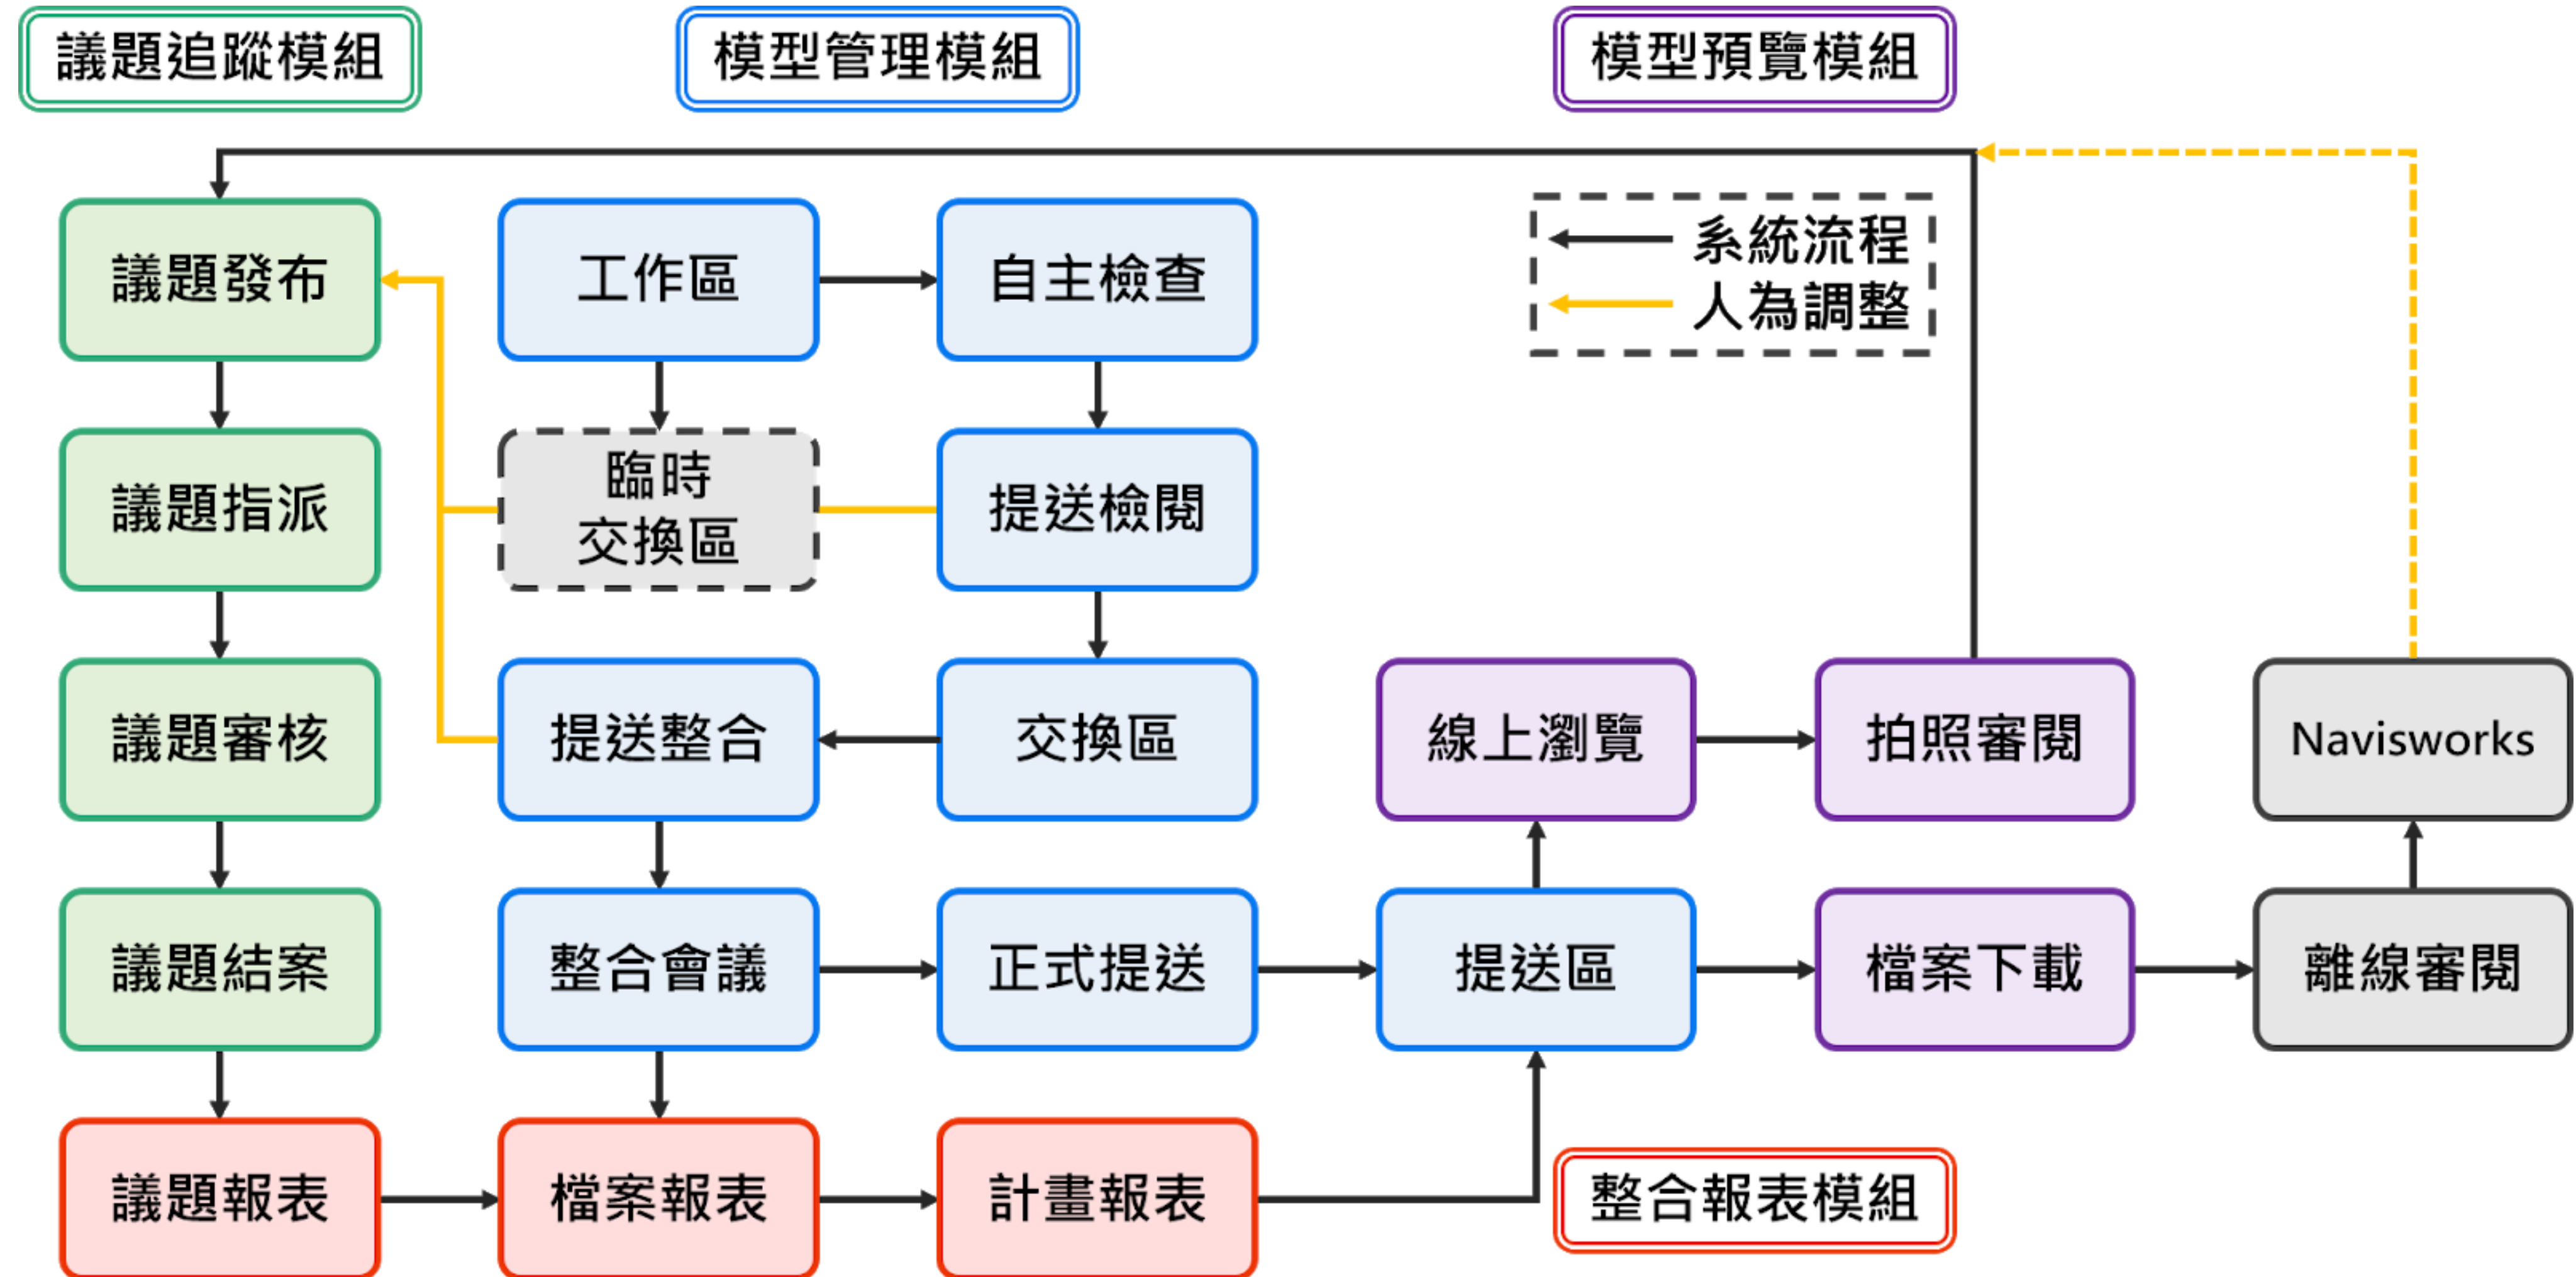 議題追蹤模組
模型管理模組
模型預覽模組
議題發布
工作區
自主檢查
系統流程
人為調整
議題指派
臨時
交換區
提送檢閱
議題審核
提送整合
交換區
線上瀏覽
拍照審閱
Navisworks
議題結案
整合會議
正式提送
提送區
檔案下載
離線審閱
議題報表
檔案報表
計畫報表
整合報表模組